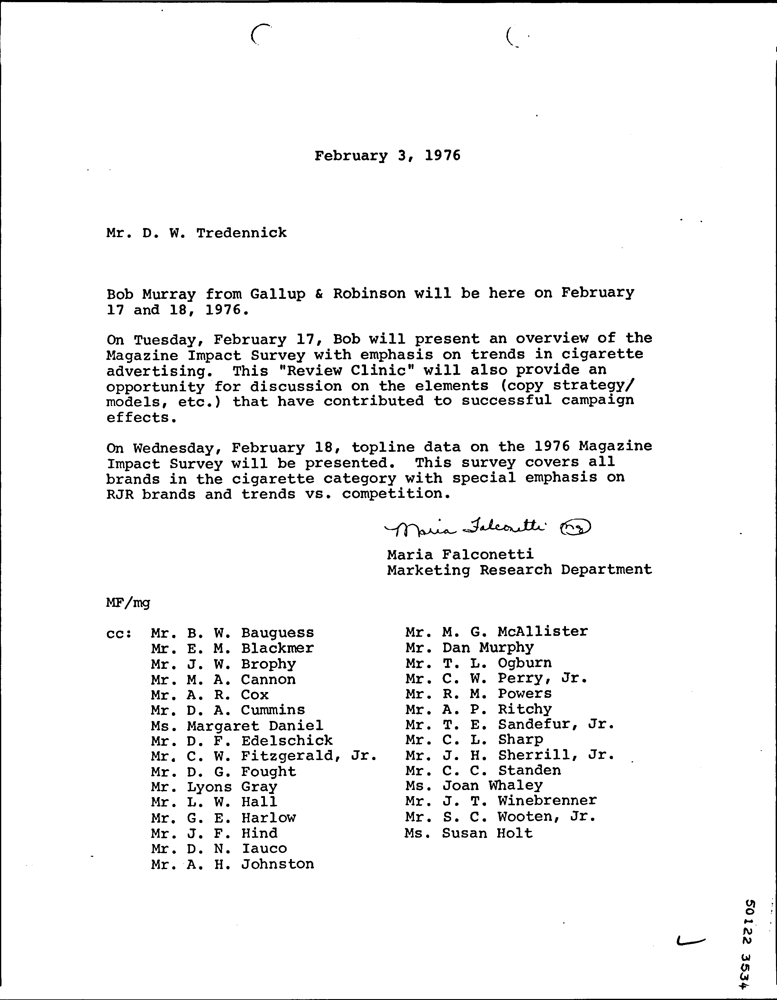 February 3, 1976
Mr. D. W. Tredennick
Bob Murray from Gallup & Robinson will be here on February
17 and 18, 1976.
On Tuesday, February 17, Bob will present an overview of the
Magazine Impact Survey with emphasis on trends in cigarette
advertising.  This "Review Clinic" will also provide an
opportunity for discussion on the elements (copy strategy/
models, etc.) that have contributed to successful campaign
effects.
On Wednesday, February 18, topline data on the 1976 Magazine
Impact Survey will be presented.  This survey covers all
brands in the cigarette category with special emphasis on
RJR brands and trends vs. competition.
Maria Falconetti mg
Maria Falconetti
Marketing Research Department
MF/mg
cc: Mr. B. W. Bauguess
Mr. E. M. Blackmer
Mr. J. W. Brophy
Mr. M. A. Cannon
Mr. A. R. Cox
Mr. D. A. Cummins
Ms. Margaret Daniel
Mr. D. F. Edelschick
Mr. C. W. Fitzgerald, Jr.
Mr. D. G. Fought
Mr. Lyons Gray
Mr. L. W. Hall
Mr. G. E. Harlow
Mr. J. F. Hind
Mr. D. N. Iauco
Mr. A. H. Johnston
Mr. M. G. McAllister
Mr. Dan Murphy
Mr. T. L. Ogburn
Mr. C. W. Perry, Jr.
Mr. R. M. Powers
Mr. A. P. Ritchy
Mr. T. E. Sandefur, Jr.
Mr. C. L. Sharp
Mr. J. H. Sherrill, Jr.
Mr. C. C. Standen
Ms. Joan Whaley
Mr. J. T. Winebrenner
Mr. S. C. Wooten, Jr.
Ms. Susan Holt
50122 3534